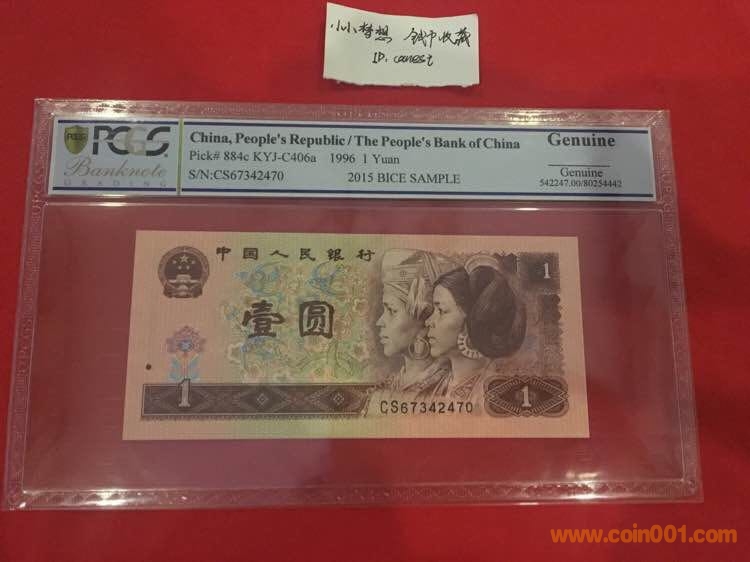 小小梦想 钱币收藏
ID: conest
PCGS
Banknote
GRADING
China, People's Republic / The People's Bank of China
Pick# 884c KYJ-C406a 1996 1 Yuan
S/N:CS67342470 2015 BICE SAMPLE
Genuine
Genuine
542247.00/80254442
中国人民银行
1
壹圆
1
CS67342470
1
www.coin001.com